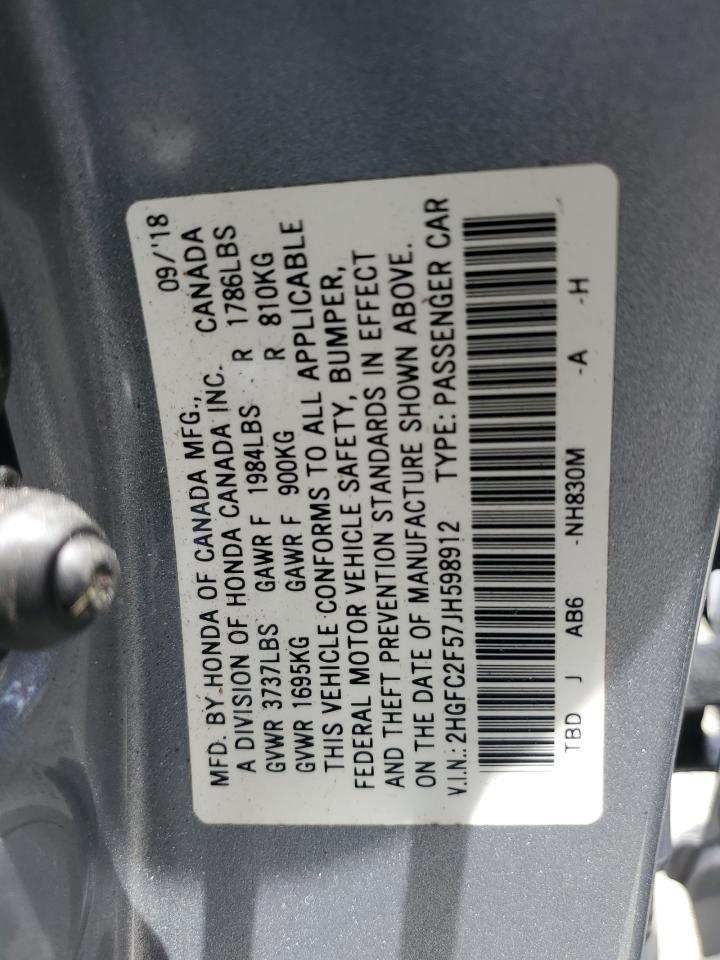 09/'18
MFD. BY HONDA OF CANADA MFG.,
A DIVISION OF HONDA CANADA INC. CANADA
GVWR 3737LBS GAWR F 1984LBS R 1786LBS
GVWR 1695KG GAWR F 900KG R 810KG
THIS VEHICLE CONFORMS TO ALL APPLICABLE
FEDERAL MOTOR VEHICLE SAFETY, BUMPER,
AND THEFT PREVENTION STANDARDS IN EFFECT
ON THE DATE OF MANUFACTURE SHOWN ABOVE.
V.I.N.: 2HGFC2F57JH598912 TYPE: PASSENGER CAR
TBD J AB6 -NH830M -A -H